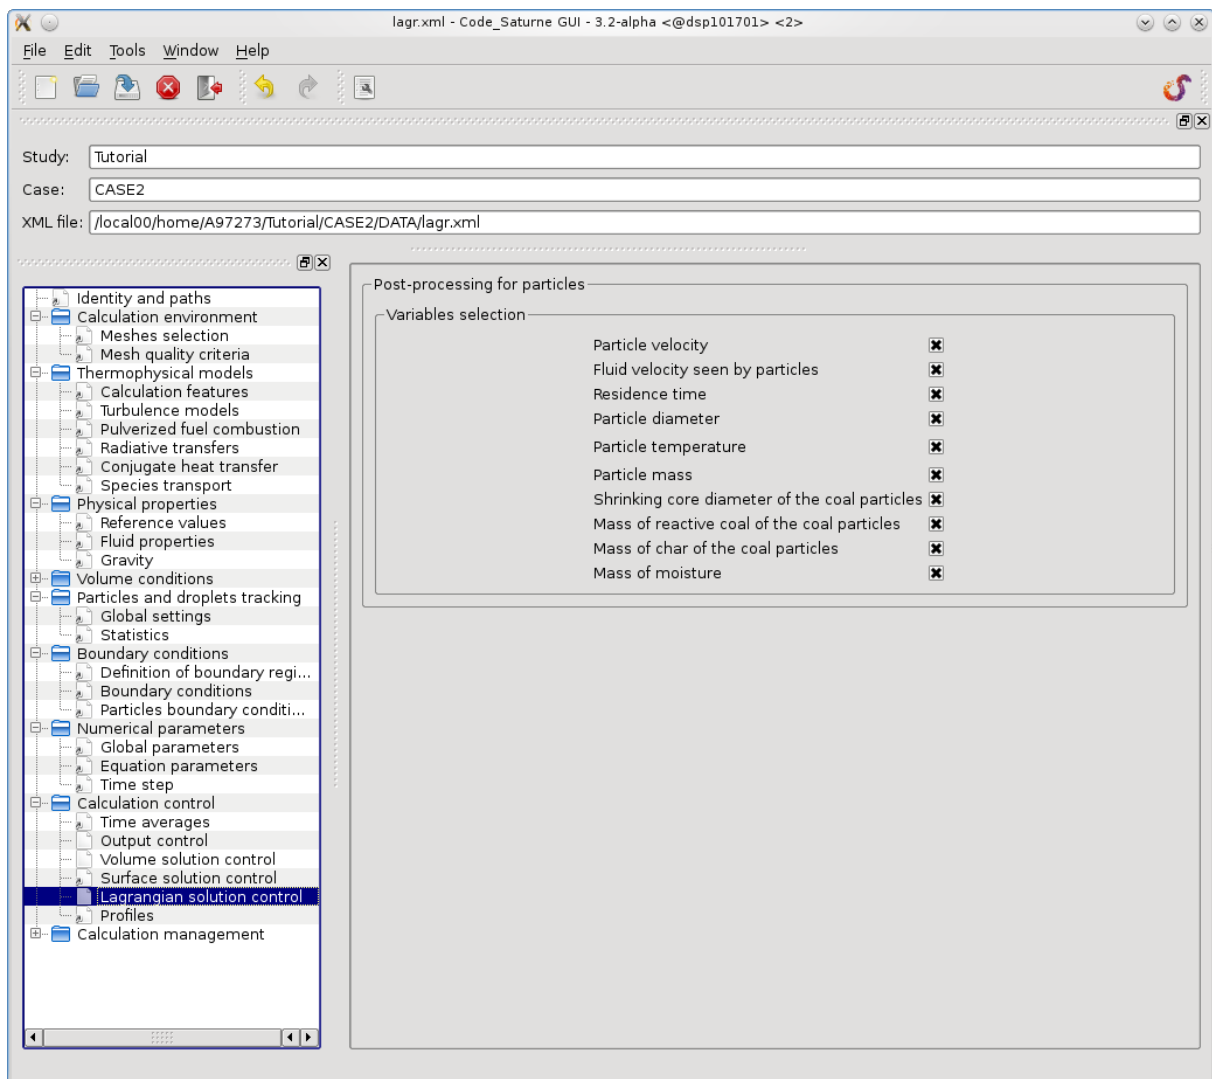 lagr.xml - Code_Saturne GUI - 3.2-alpha <@dsp101701> <2>
File Edit Tools Window Help
Study: Tutorial
Case: CASE2
XML file: /local00/home/A97273/Tutorial/CASE2/DATA/lagr.xml
Identity and paths
Calculation environment
Meshes selection
Mesh quality criteria
Thermophysical models
Calculation features
Turbulence models
Pulverized fuel combustion
Radiative transfers
Conjugate heat transfer
Species transport
Physical properties
Reference values
Fluid properties
Gravity
Volume conditions
Particles and droplets tracking
Global settings
Statistics
Boundary conditions
Definition of boundary regi...
Boundary conditions
Particles boundary conditi...
Numerical parameters
Global parameters
Equation parameters
Time step
Calculation control
Time averages
Output control
Volume solution control
Surface solution control
Lagrangian solution control
Profiles
Calculation management
Post-processing for particles
Variables selection
Particle velocity
Fluid velocity seen by particles
Residence time
Particle diameter
Particle temperature
Particle mass
Shrinking core diameter of the coal particles
Mass of reactive coal of the coal particles
Mass of char of the coal particles
Mass of moisture